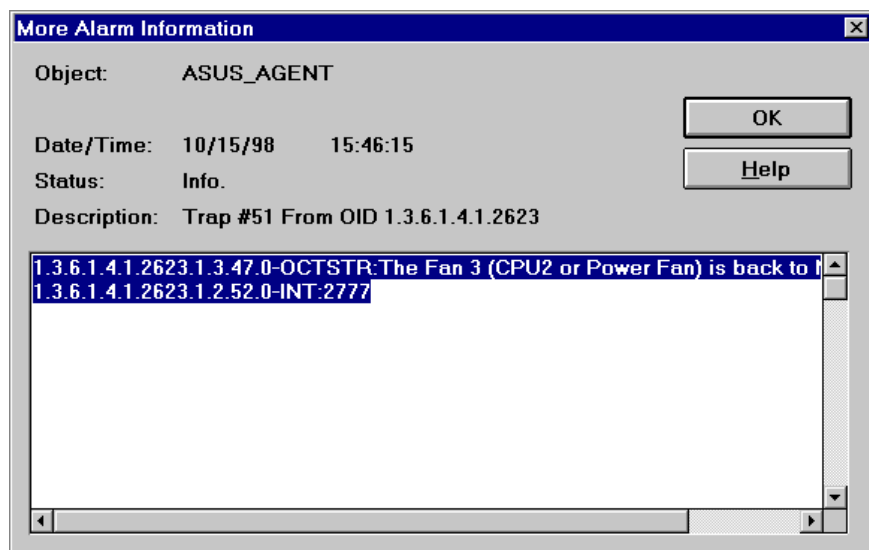 More Alarm Information
Object: ASUS_AGENT
OK
Date/Time: 10/15/98 15:46:15
Help
Status: Info.
Description: Trap #51 From OID 1.3.6.1.4.1.2623
1.3.6.1.4.1.2623.1.3.47.0-OCTSTR:The Fan 3 (CPU2 or Power Fan) is back to
1.3.6.1.4.1.2623.1.2.52.0-INT:2777